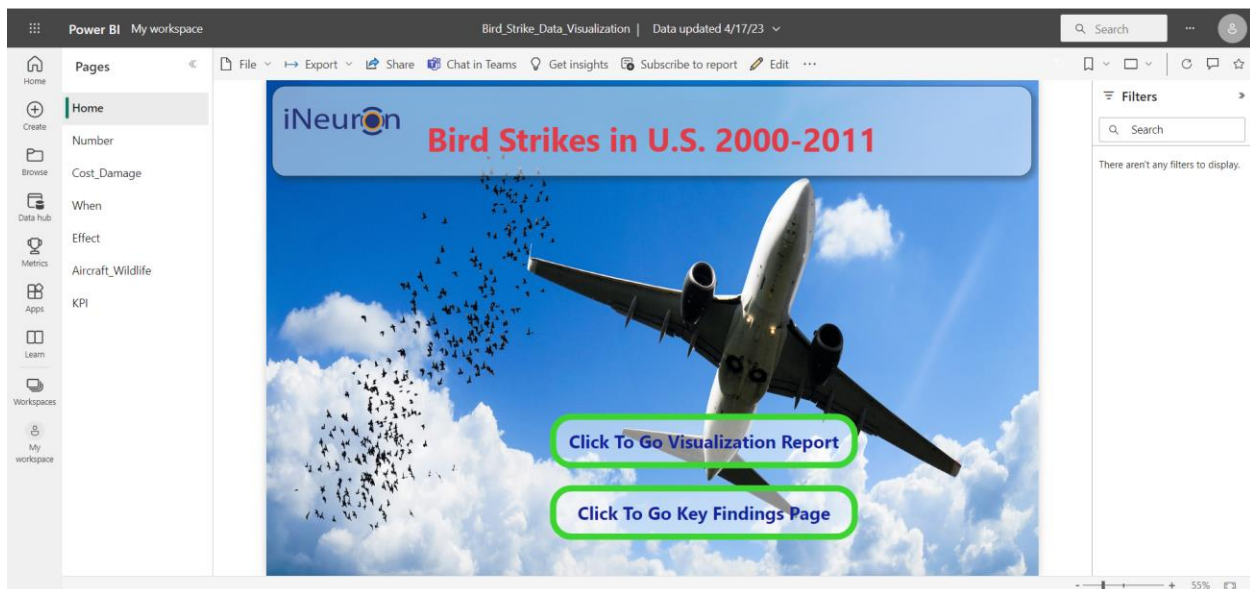 Power BI My workspace
Bird_Strike_Data_Visualization | Data updated 4/17/23
Search
Home
Create
Browse
Data hub
Metrics
Apps
Learn
Workspaces
My
workspace
Pages
Home
Number
Cost_Damage
When
Effect
Aircraft_Wildlife
KPI
File Export Share Chat in Teams Get insights Subscribe to report Edit
iNeuron
Bird Strikes in U.S. 2000-2011
Click To Go Visualization Report
Click To Go Key Findings Page
Filters
Search
There aren't any filters to display.
55%